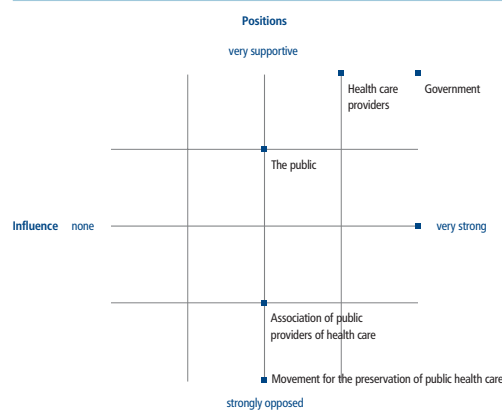 Positions
very supportive
Health care
providers
Government
The public
Influence none
very strong
Association of public
providers of health care
Movement for the preservation of public health care
strongly opposed